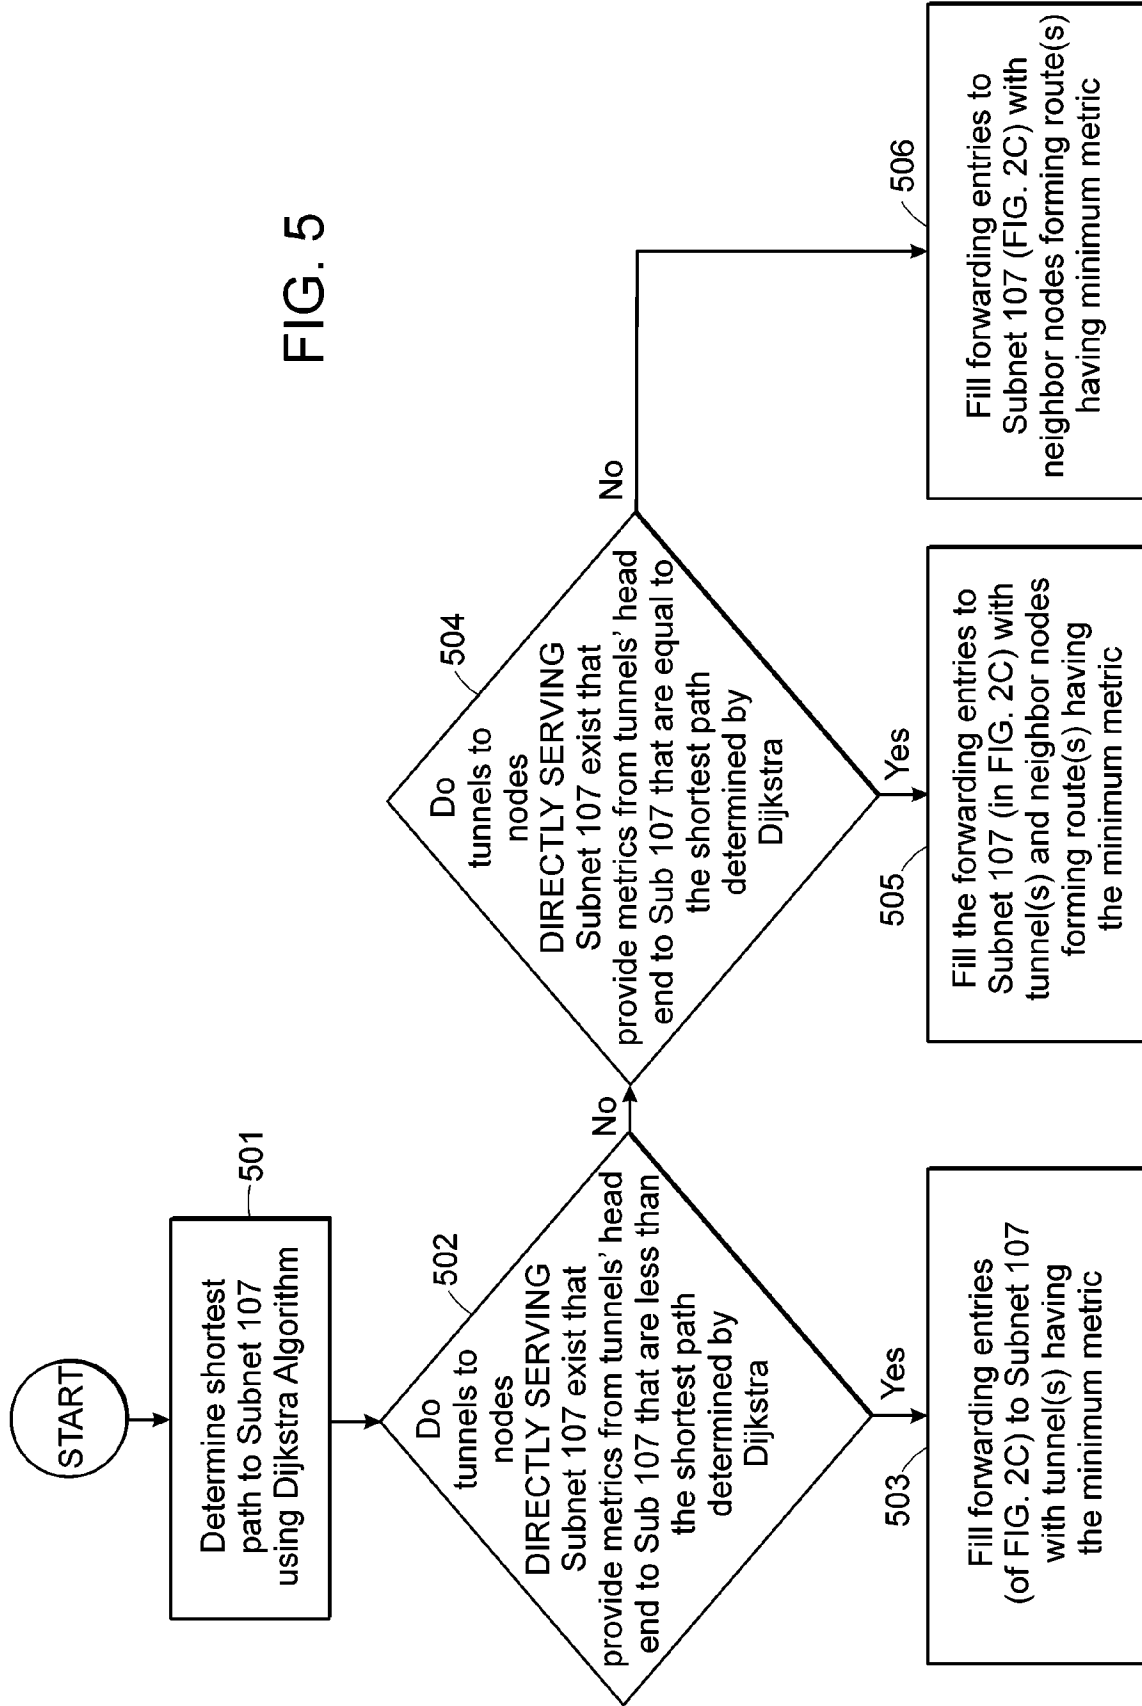 FIG. 5
START
501
Determine shortest
path to Subnet 107
using Dijkstra Algorithm
502
Do
tunnels to
nodes
DIRECTLY SERVING
Subnet 107 exist that
provide metrics from tunnels' head
end to Sub 107 that are less than
the shortest path
determined by
Dijkstra
No
Yes
503
Fill forwarding entries
(of FIG. 2C) to Subnet 107
with tunnel(s) having
the minimum metric
504
Do
tunnels to
nodes
DIRECTLY SERVING
Subnet 107 exist that
provide metrics from tunnels' head
end to Sub 107 that are equal to
the shortest path
determined by
Dijkstra
No
Yes
505
Fill the forwarding entries to
Subnet 107 (in FIG. 2C) with
tunnel(s) and neighbor nodes
forming route(s) having
the minimum metric
506
Fill forwarding entries to
Subnet 107 (FIG. 2C) with
neighbor nodes forming route(s)
having minimum metric